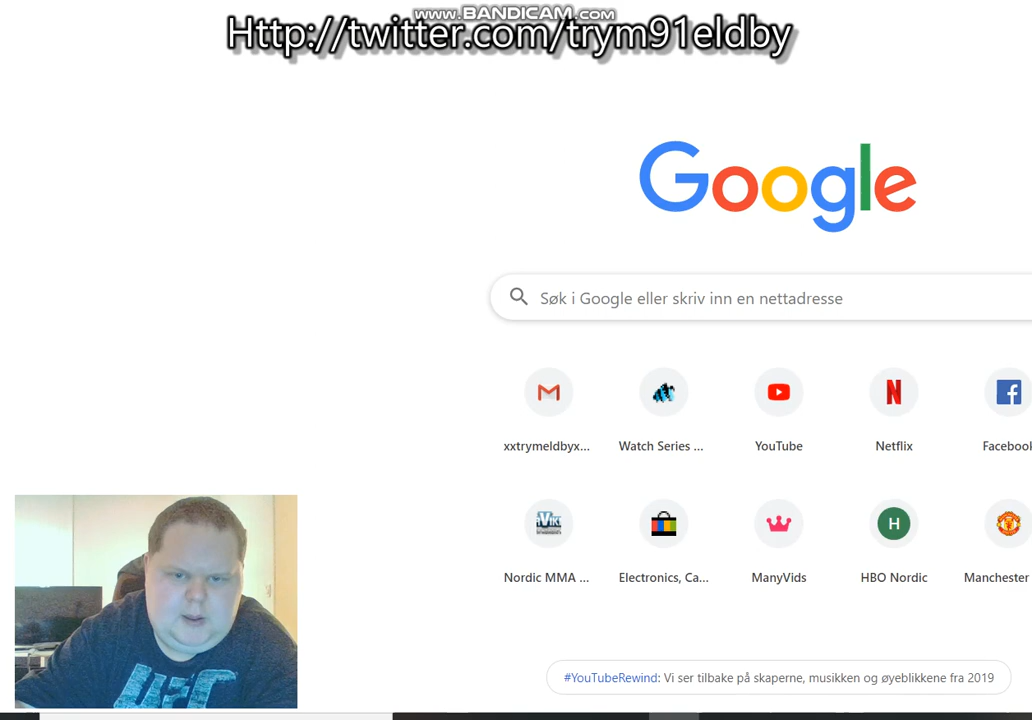 www.BANDICAM.com
Http://twitter.com/trym91eldby
Google
Søk i Google eller skriv inn en nettadresse
xxtrymeldbyx... Watch Series ... YouTube Netflix Facebook
Nordic MMA ... Electronics, Ca... ManyVids HBO Nordic Manchester
H
#YouTubeRewind: Vi ser tilbake på skaperne, musikken og øyeblikkene fra 2019
UFC